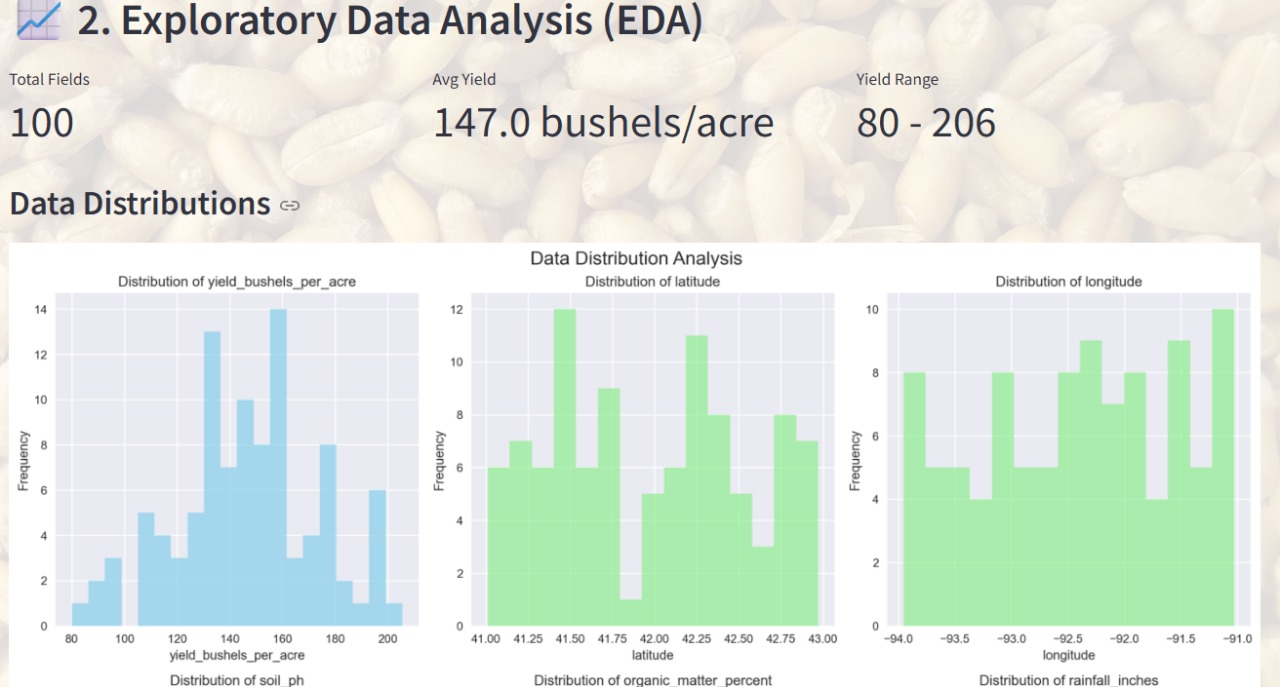 2. Exploratory Data Analysis (EDA)
Total Fields
Avg Yield
Yield Range
100
147.0 bushels/acre
80 - 206
Data Distributions
Data Distribution Analysis
Distribution of yield_bushels_per_acre
Distribution of latitude
Distribution of longitude
Frequency
14
12
10
8
6
4
2
0
80 100 120 140 160 180 200
yield_bushels_per_acre
Frequency
12
10
8
6
4
2
0
41.00 41.25 41.50 41.75 42.00 42.25 42.50 42.75 43.00
latitude
Frequency
10
8
6
4
2
0
−94.0 −93.5 −93.0 −92.5 −92.0 −91.5 −91.0
longitude
Distribution of soil_ph
Distribution of organic_matter_percent
Distribution of rainfall_inches